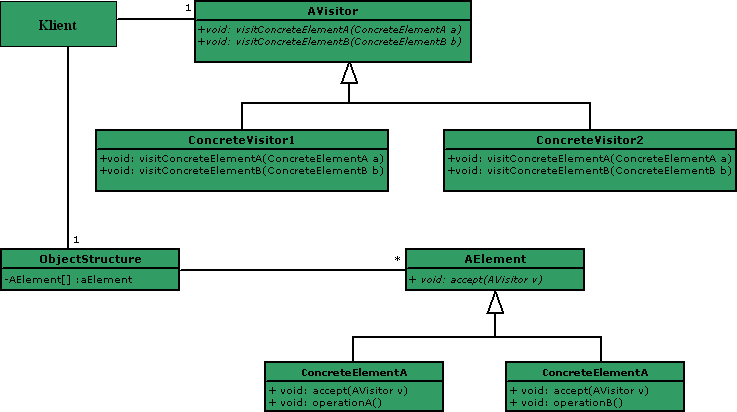 Klient
1
AVisitor
+void: visitConcreteElementA(ConcreteElementA a)
+void: visitConcreteElementB(ConcreteElementB b)
ConcreteVisitor1
+void: visitConcreteElementA(ConcreteElementA a)
+void: visitConcreteElementB(ConcreteElementB b)
ConcreteVisitor2
+void: visitConcreteElementA(ConcreteElementA a)
+void: visitConcreteElementB(ConcreteElementB b)
1
ObjectStructure
-AElement[] :aElement
*
AElement
+ void: accept(AVisitor v)
ConcreteElementA
+ void: accept(AVisitor v)
+ void: operationA()
ConcreteElementA
+ void: accept(AVisitor v)
+ void: operationB()